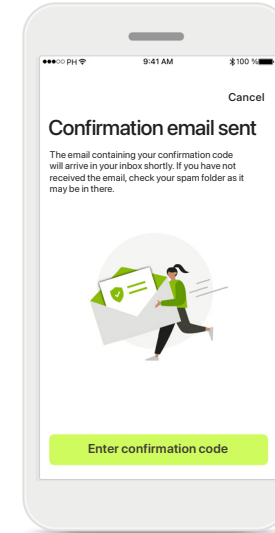 ●●●○○ PH 9:41 AM 100 %
Cancel
Confirmation email sent
The email containing your confirmation code
will arrive in your inbox shortly. If you have not
received the email, check your spam folder as it
may be in there.
Enter confirmation code